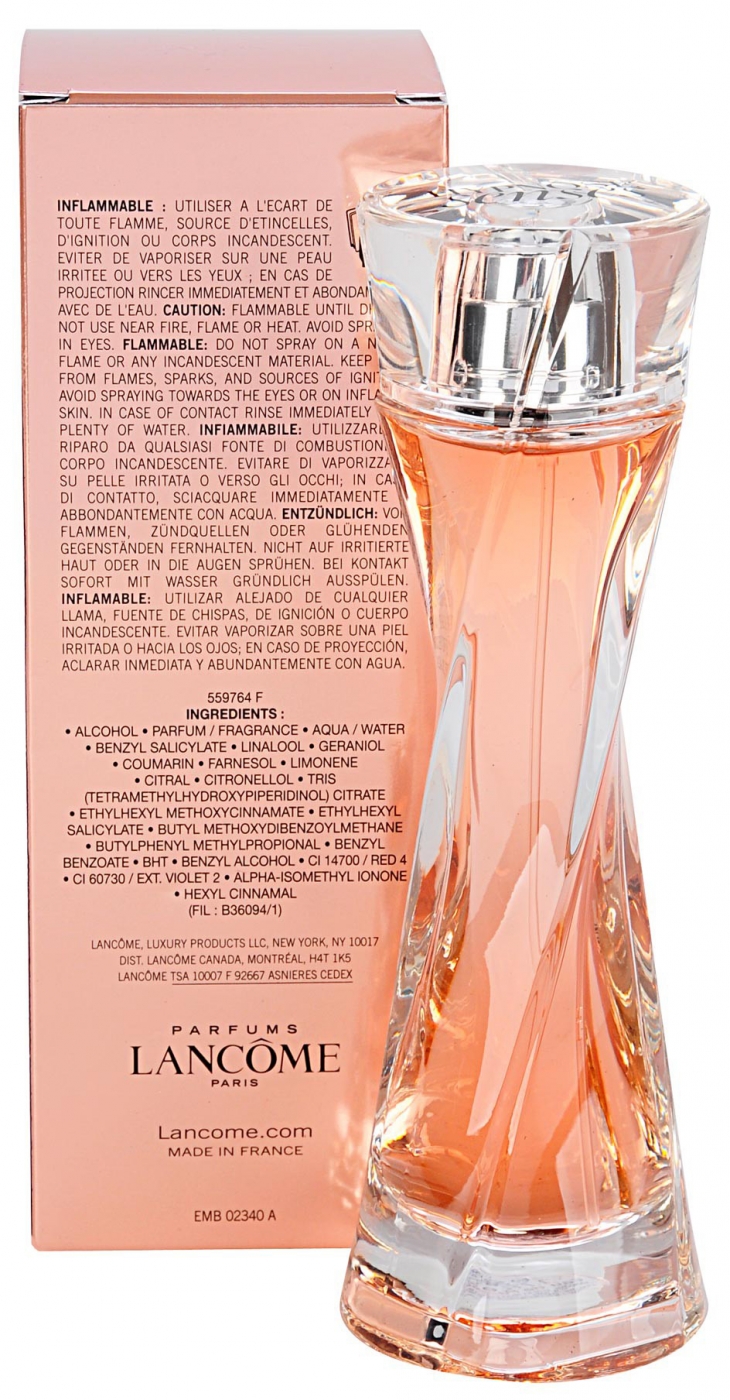 INFLAMMABLE : UTILISER A L'ECART DE
TOUTE FLAMME, SOURCE D'ETINCELLES,
D'IGNITION OU CORPS INCANDESCENT.
EVITER DE VAPORISER SUR UNE PEAU
IRRITEE OU VERS LES YEUX ; EN CAS DE
PROJECTION RINCER IMMEDIATEMENT ET
AVEC DE L'EAU. CAUTION: FLAMMABLE UNTIL
NOT USE NEAR FIRE, FLAME OR HEAT. AVOID
IN EYES. FLAMMABLE: DO NOT SPRAY ON A
FLAME OR ANY INCANDESCENT MATERIAL. KEEP
FROM FLAMES, SPARKS, AND SOURCES OF
AVOID SPRAYING TOWARDS THE EYES OR ON
SKIN. IN CASE OF CONTACT RINSE IMMEDIATELY
PLENTY OF WATER. INFIAMMABILE:
RIPARO DA QUALSIASI FONTE DI
CORPO INCANDESCENTE. EVITARE DI
SU PELLE IRRITATA O VERSO GLI OCCHI; IN
DI CONTATTO, SCIACQUARE IMMEDIATAMENTE
ABBONDANTEMENTE CON ACQUA. ENTZÜNDLICH:
FLAMMEN, ZÜNDQUELLEN ODER GLÜHENDEN
GEGENSTÄNDEN FERNHALTEN. NICHT AUF IRRITIERTE
HAUT ODER IN DIE AUGEN SPRÜHEN. BEI KONTAKT
SOFORT MIT WASSER GRÜNDLICH AUSSPÜLEN.
INFLAMABLE: UTILIZAR ALEJADO DE CUALQUIER
LLAMA, FUENTE DE CHISPAS, DE IGNICIÓN O CUERPO
INCANDESCENTE. EVITAR VAPORIZAR SOBRE UNA PIEL
IRRITADA O HACIA LOS OJOS; EN CASO DE PROYECCIÓN,
ACLARAR INMEDIATA Y ABUNDANTEMENTE CON AGUA.
559764 F
INGREDIENTS :
• ALCOHOL • PARFUM / FRAGRANCE • AQUA / WATER
• BENZYL SALICYLATE • LINALOOL • GERANIOL
• COUMARIN • FARNESOL • LIMONENE
• CITRAL • CITRONELLOL • TRIS
(TETRAMETHYLHYDROXYPIPERIDINOL) CITRATE
• ETHYLHEXYL METHOXYCINNAMATE • ETHYLHEXYL
SALICYLATE • BUTYL METHOXYDIBENZOYLMETHANE
• BUTYLPHENYL METHYLPROPIONAL • BENZYL
BENZOATE • BHT • BENZYL ALCOHOL • CI 14700 / RED 4
• CI 60730 / EXT. VIOLET 2 • ALPHA-ISOMETHYL IONONE
• HEXYL CINNAMAL
(FIL : B36094/1)
LANCÔME, LUXURY PRODUCTS LLC, NEW YORK, NY 10017
DIST. LANCÔME CANADA, MONTRÉAL, H4T 1K5
LANCÔME TSA 10007 F 92667 ASNIERES CEDEX
PARFUMS
LANCÔME
PARIS
Lancome.com
MADE IN FRANCE
EMB 02340 A